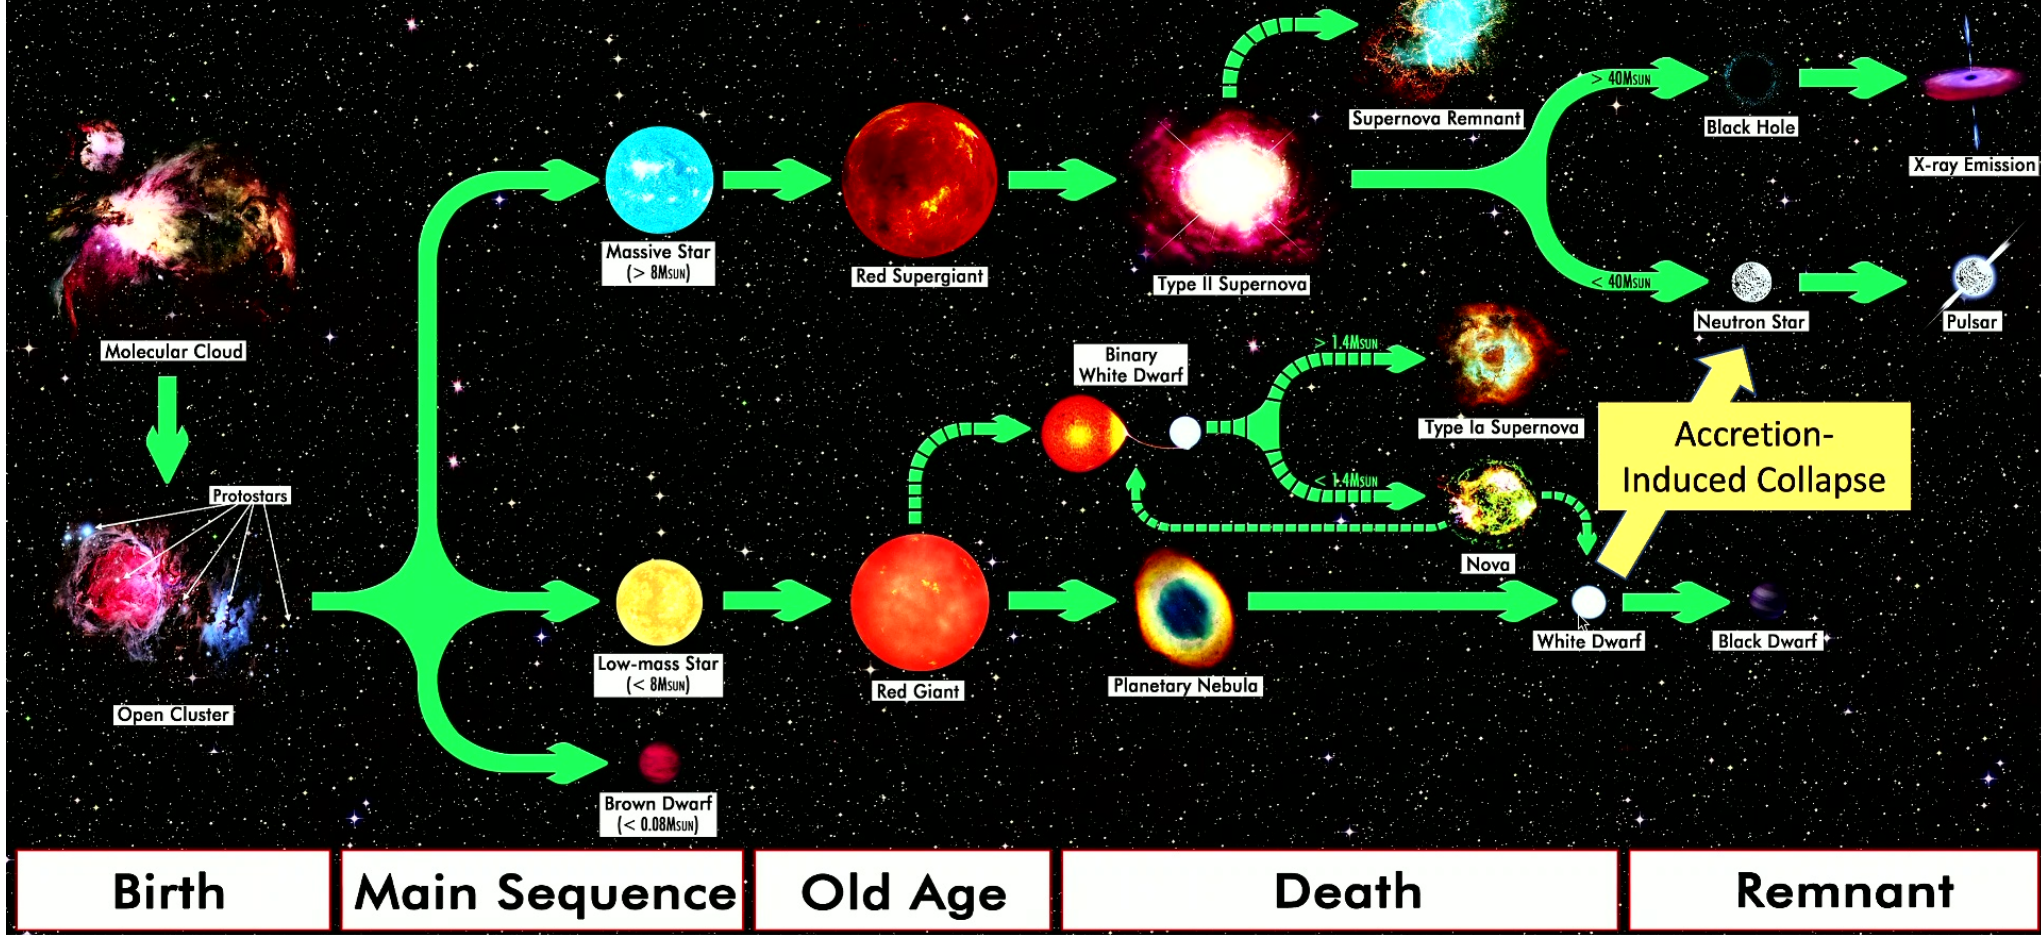 Supernova Remnant
> 40MSUN
Black Hole
X-ray Emission
Massive Star
(> 8MSUN)
Red Supergiant
Type II Supernova
< 40MSUN
Neutron Star
Pulsar
Molecular Cloud
Binary
White Dwarf
> 1.4MSUN
Type Ia Supernova
Accretion-
Induced Collapse
< 1.4MSUN
Protostars
Nova
Low-mass Star
(< 8MSUN)
Red Giant
Planetary Nebula
White Dwarf
Black Dwarf
Open Cluster
Brown Dwarf
(< 0.08MSUN)
Birth
Main Sequence
Old Age
Death
Remnant